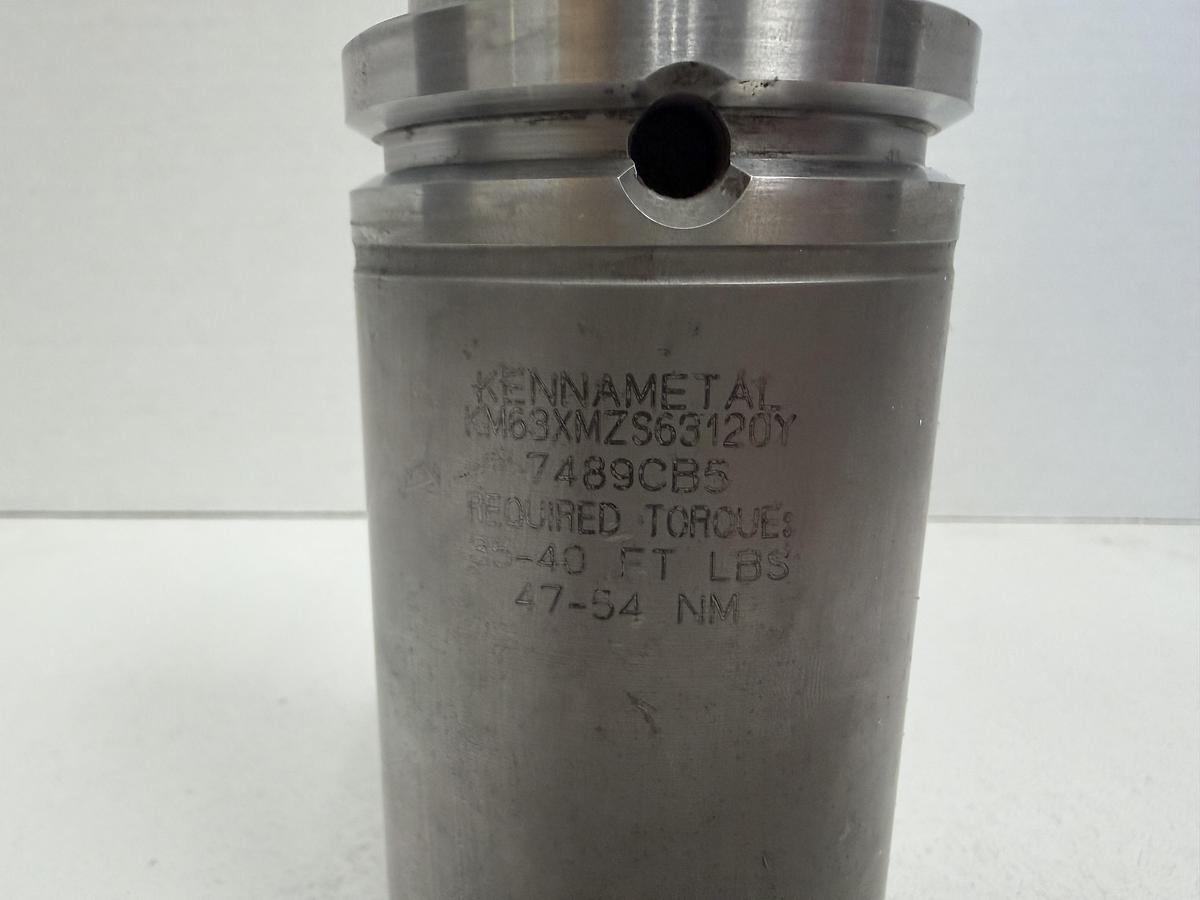 KENNAMETAL
KM63XMZS63120Y
7489CB5
REQUIRED TORQUE:
35-40 FT LBS
47-54 NM